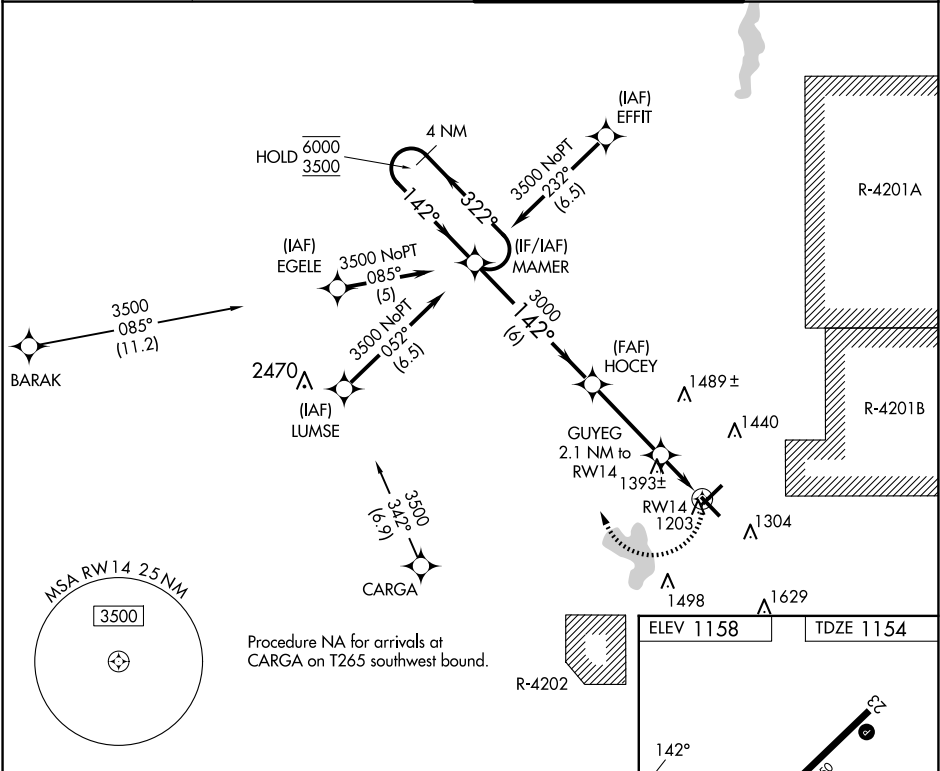 (IAF)
EFFIT
4 NM
HOLD 6000
3500
3500 NoPT
232°
(6.5)
R-4201A
142°
322°
(IAF)
EGELE
3500 NoPT
085°
(5)
(IF/IAF)
MAMER
3500
085°
(11.2)
BARAK
3500 NoPT
052°
(6.5)
3000
142°
(6)
(FAF)
HOCEY
2470
(IAF)
LUMSE
1489 ±
1440
R-4201B
GUYEG
2.1 NM to
RW14
1393±
RW14
1203
1304
3500
342°
(6.9)
CARGA
1498
1629
MSA RW14 25 NM
3500
Procedure NA for arrivals at
CARGA on T265 southwest bound.
R-4202
ELEV 1158
TDZE 1154
142°
23
P